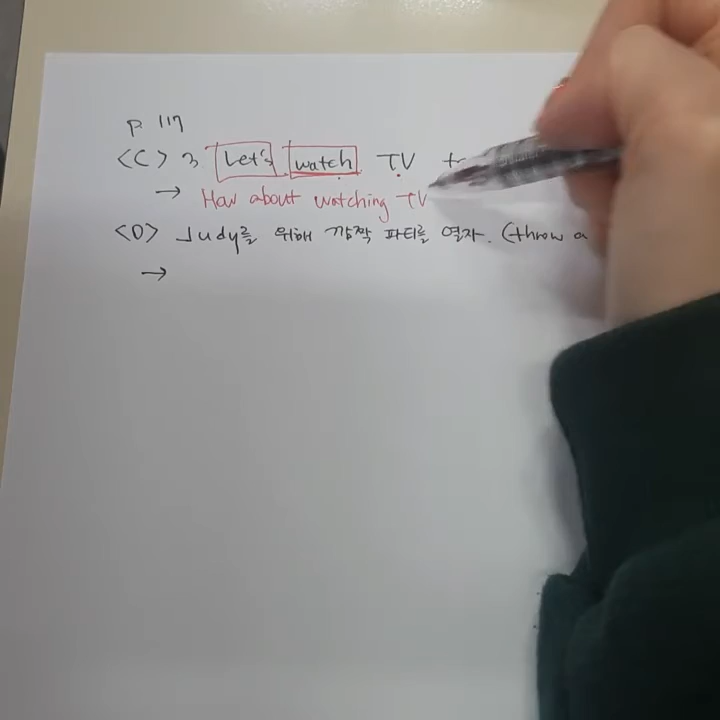 P. 117
<C> 3 Let's watch TV
→ How about watching TV
<D> Judy를 위해 깜짝 파티를 열자. (throw a
→